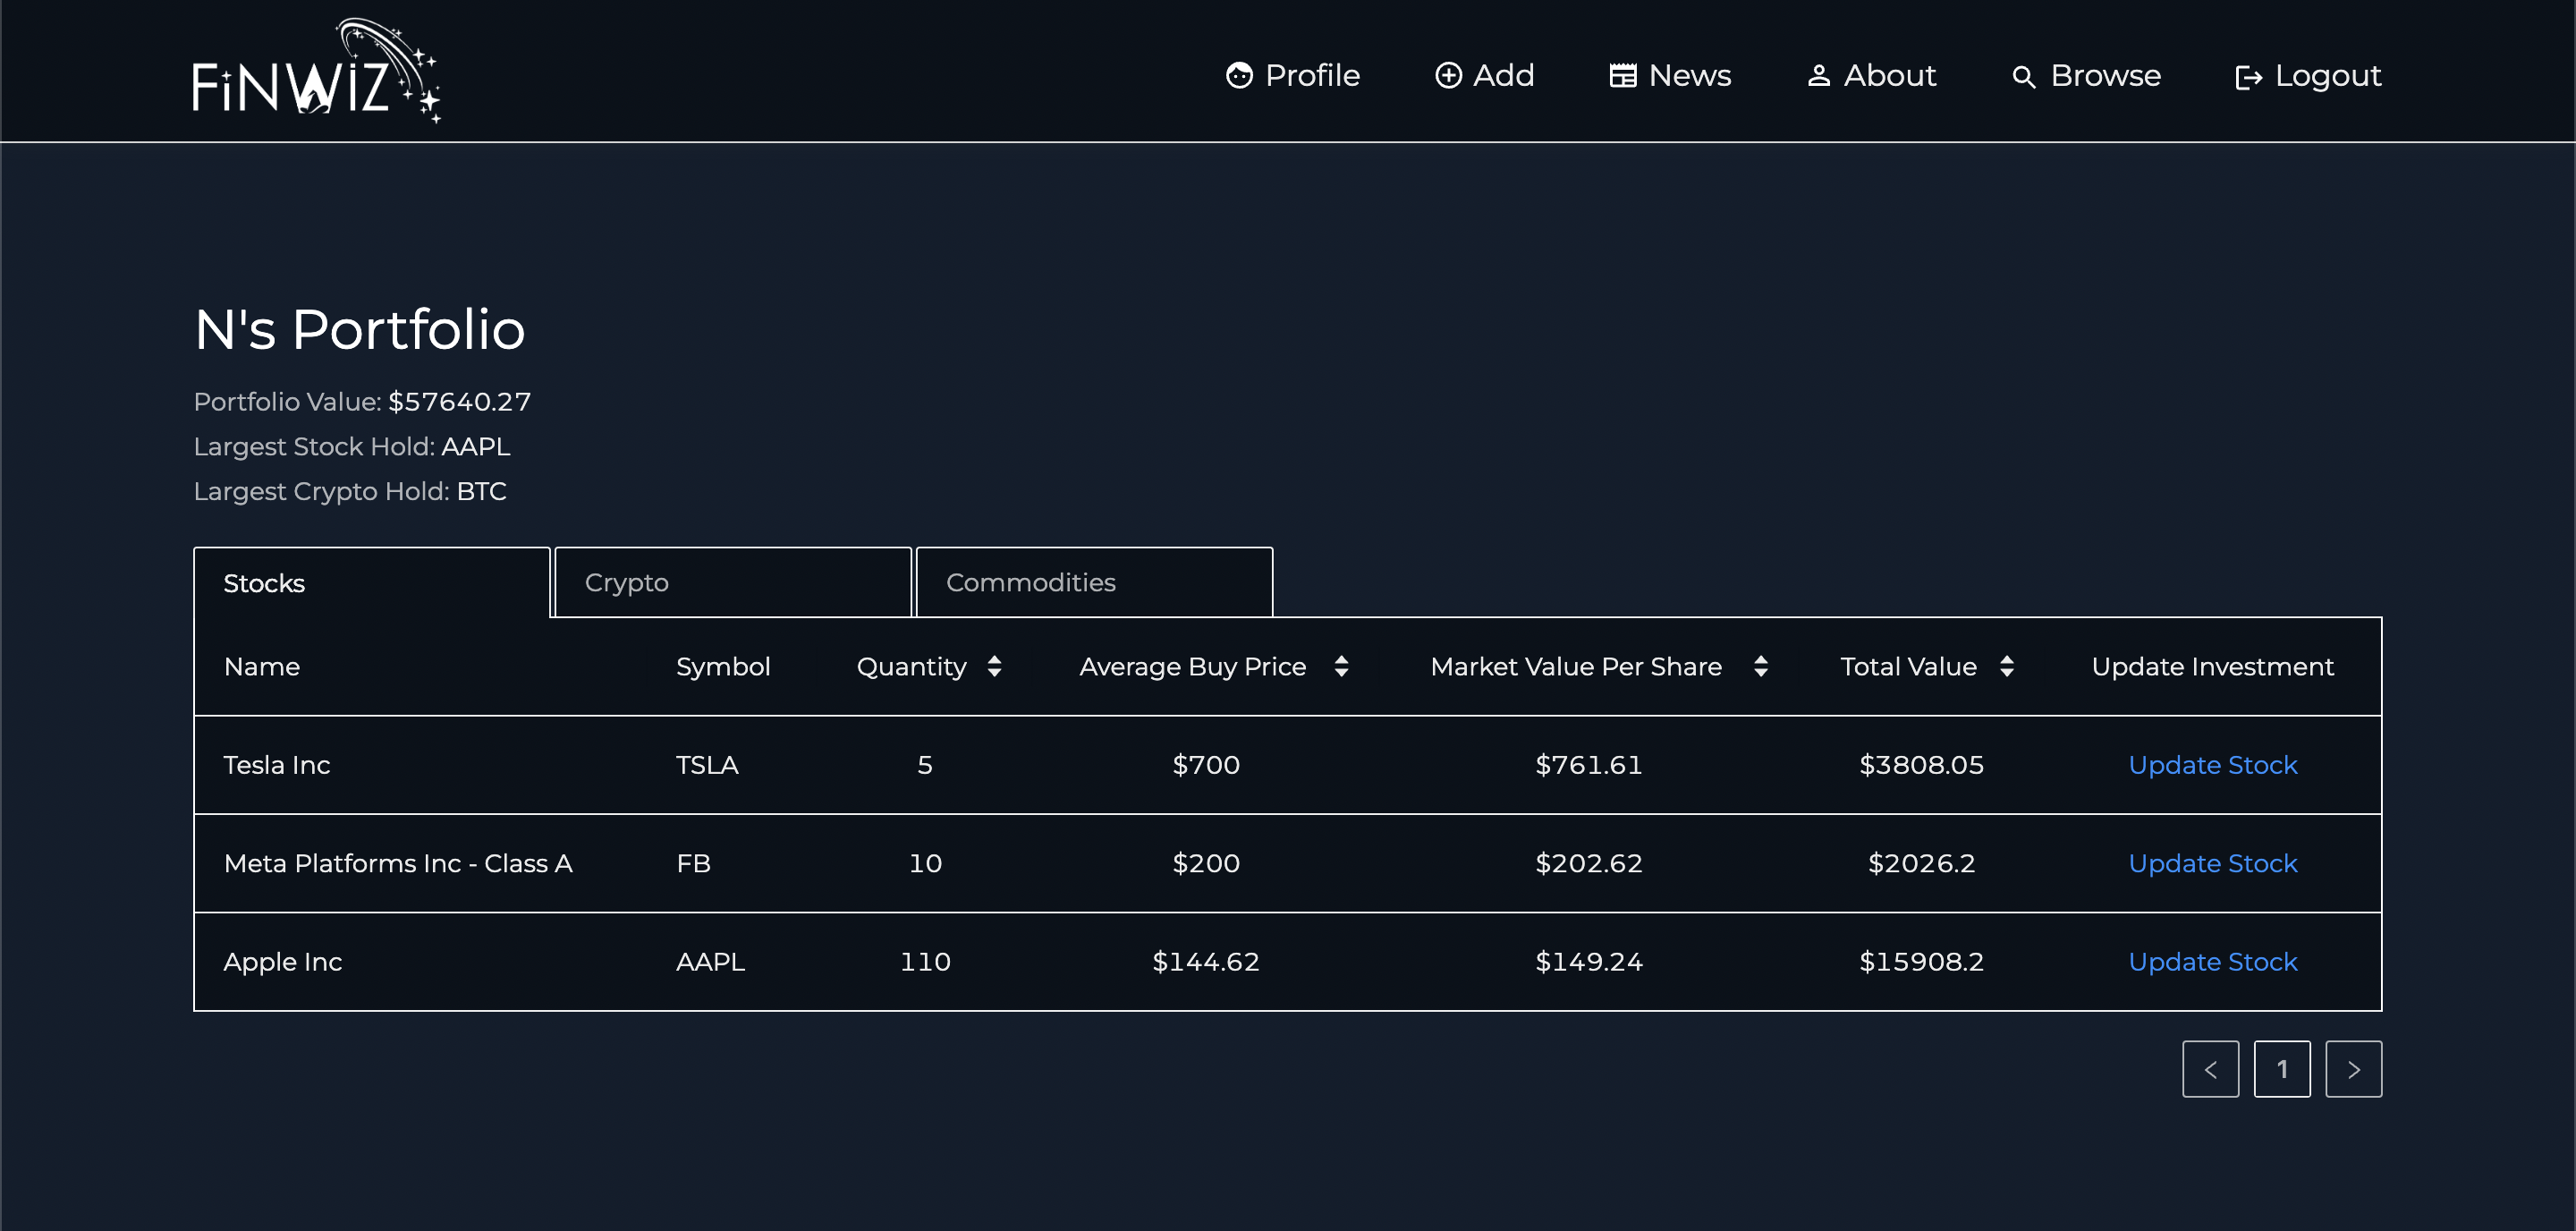 FiNWiZ
Profile Add News About Browse Logout
N's Portfolio
Portfolio Value: $57640.27
Largest Stock Hold: AAPL
Largest Crypto Hold: BTC
Stocks Crypto Commodities
Name Symbol Quantity Average Buy Price Market Value Per Share Total Value Update Investment
Tesla Inc TSLA 5 $700 $761.61 $3808.05 Update Stock
Meta Platforms Inc - Class A FB 10 $200 $202.62 $2026.2 Update Stock
Apple Inc AAPL 110 $144.62 $149.24 $15908.2 Update Stock
< 1 >